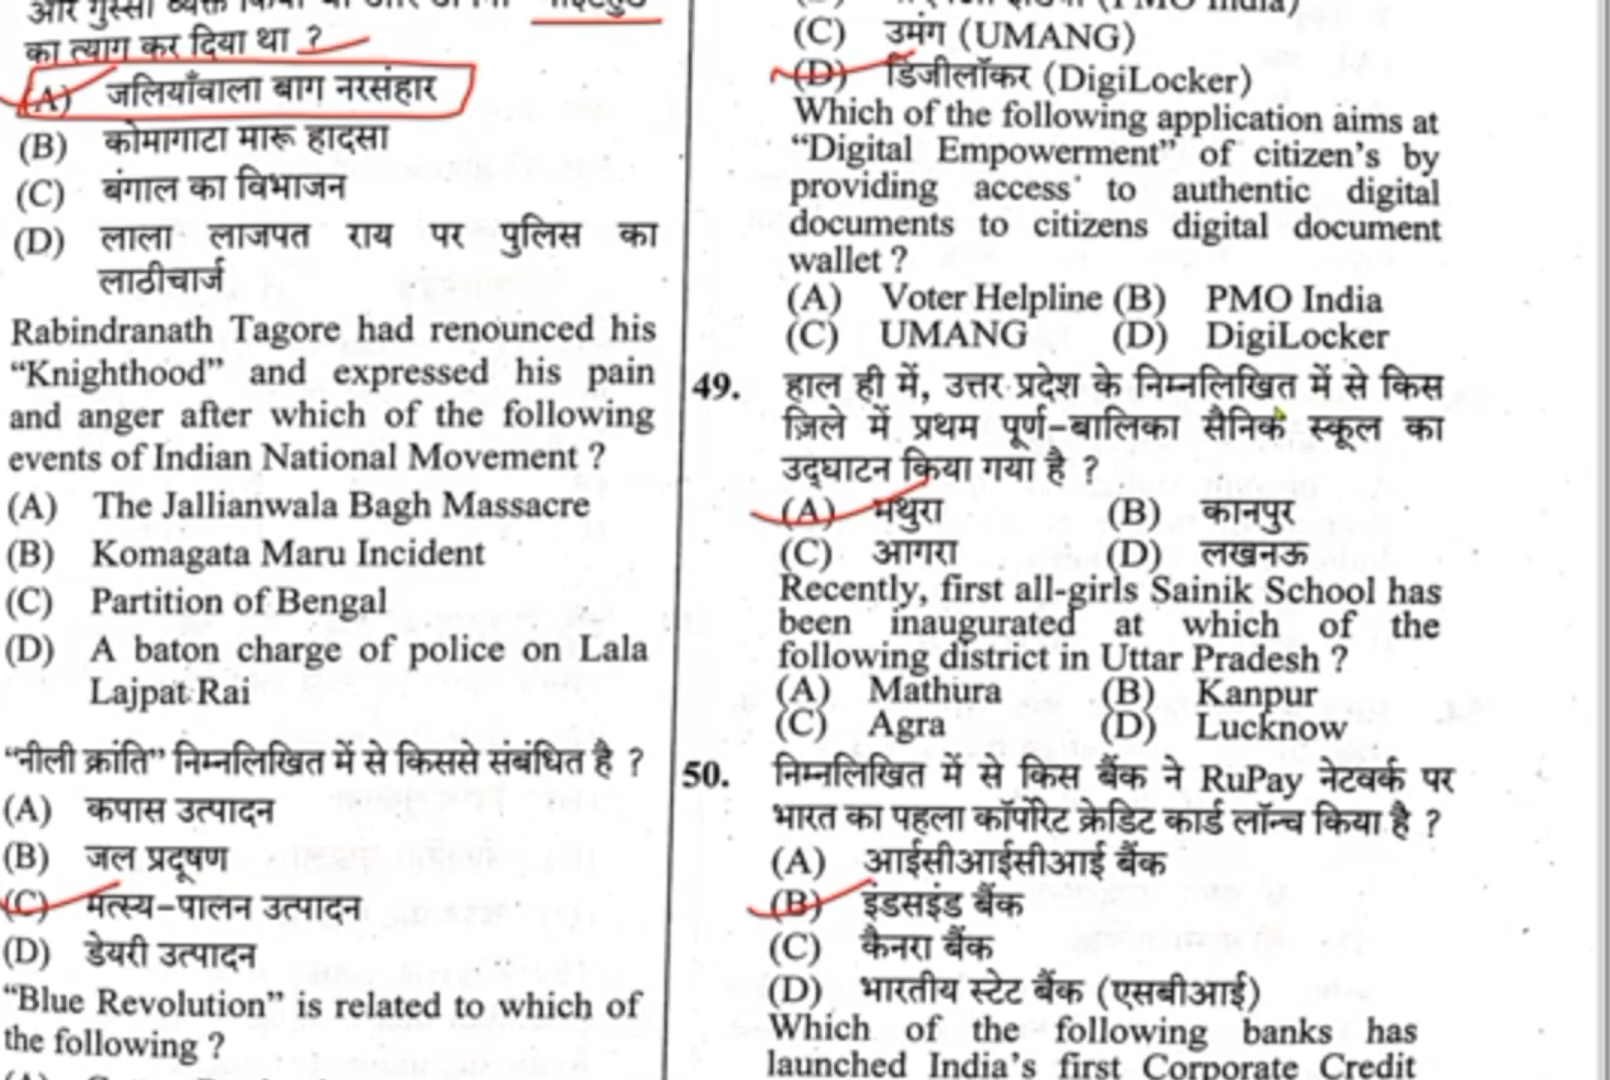 और गुस्सा व्यक्त किया था और अपनी "नाइटहुड"
का त्याग कर दिया था ?
(A) जलियाँवाला बाग नरसंहार
(B) कोमागाटा मारू हादसा
(C) बंगाल का विभाजन
(D) लाला लाजपत राय पर पुलिस का
लाठीचार्ज
Rabindranath Tagore had renounced his
“Knighthood” and expressed his pain
and anger after which of the following
events of Indian National Movement ?
(A) The Jallianwala Bagh Massacre
(B) Komagata Maru Incident
(C) Partition of Bengal
(D) A baton charge of police on Lala
Lajpat Rai
“नीली क्रांति” निम्नलिखित में से किससे संबंधित है ?
(A) कपास उत्पादन
(B) जल प्रदूषण
(C) मत्स्य-पालन उत्पादन
(D) डेयरी उत्पादन
“Blue Revolution” is related to which of
the following ?
(PMO India)
(C) उमंग (UMANG)
(D) डिजीलॉकर (DigiLocker)
Which of the following application aims at
“Digital Empowerment” of citizen’s by
providing access to authentic digital
documents to citizens digital document
wallet ?
(A) Voter Helpline (B) PMO India
(C) UMANG (D) DigiLocker
49. हाल ही में, उत्तर प्रदेश के निम्नलिखित में से किस
ज़िले में प्रथम पूर्ण-बालिका सैनिक स्कूल का
उद्घाटन किया गया है ?
(A) मथुरा (B) कानपुर
(C) आगरा (D) लखनऊ
Recently, first all-girls Sainik School has
been inaugurated at which of the
following district in Uttar Pradesh ?
(A) Mathura (B) Kanpur
(C) Agra (D) Lucknow
50. निम्नलिखित में से किस बैंक ने RuPay नेटवर्क पर
भारत का पहला कॉर्पोरेट क्रेडिट कार्ड लॉन्च किया है ?
(A) आईसीआईसीआई बैंक
(B) इंडसइंड बैंक
(C) कैनरा बैंक
(D) भारतीय स्टेट बैंक (एसबीआई)
Which of the following banks has
launched India’s first Corporate Credit